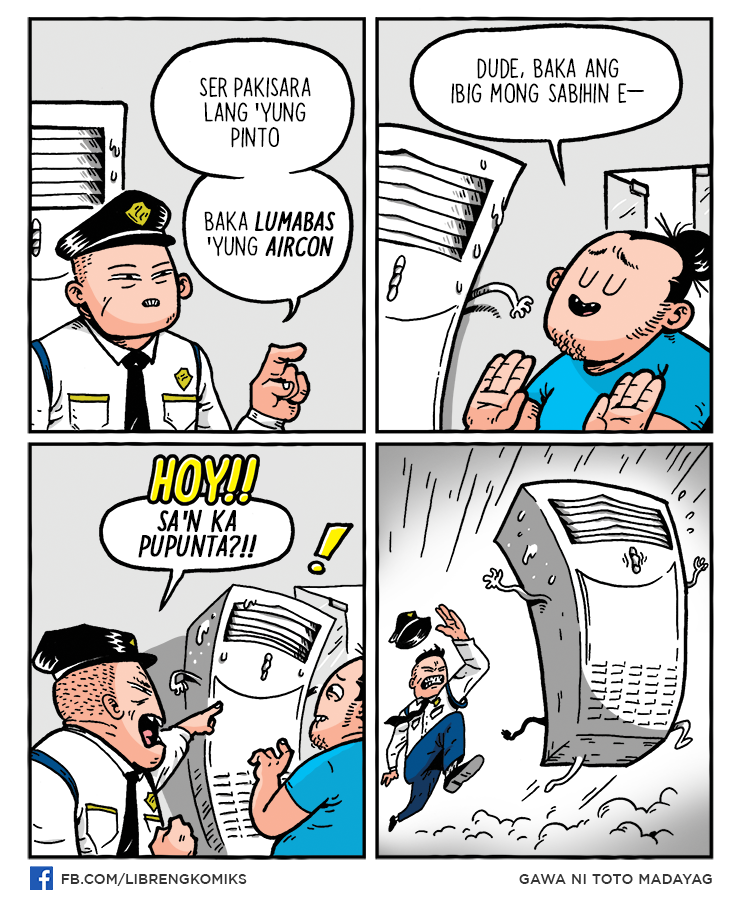 SER PAKISARA
LANG 'YUNG
PINTO
BAKA LUMABAS
'YUNG AIRCON
DUDE, BAKA ANG
IBIG MONG SABIHIN E—
HOY!!
SA'N KA
PUPUNTA?!!
!
FB.COM/LIBRENGKOMIKS
GAWA NI TOTO MADAYAG